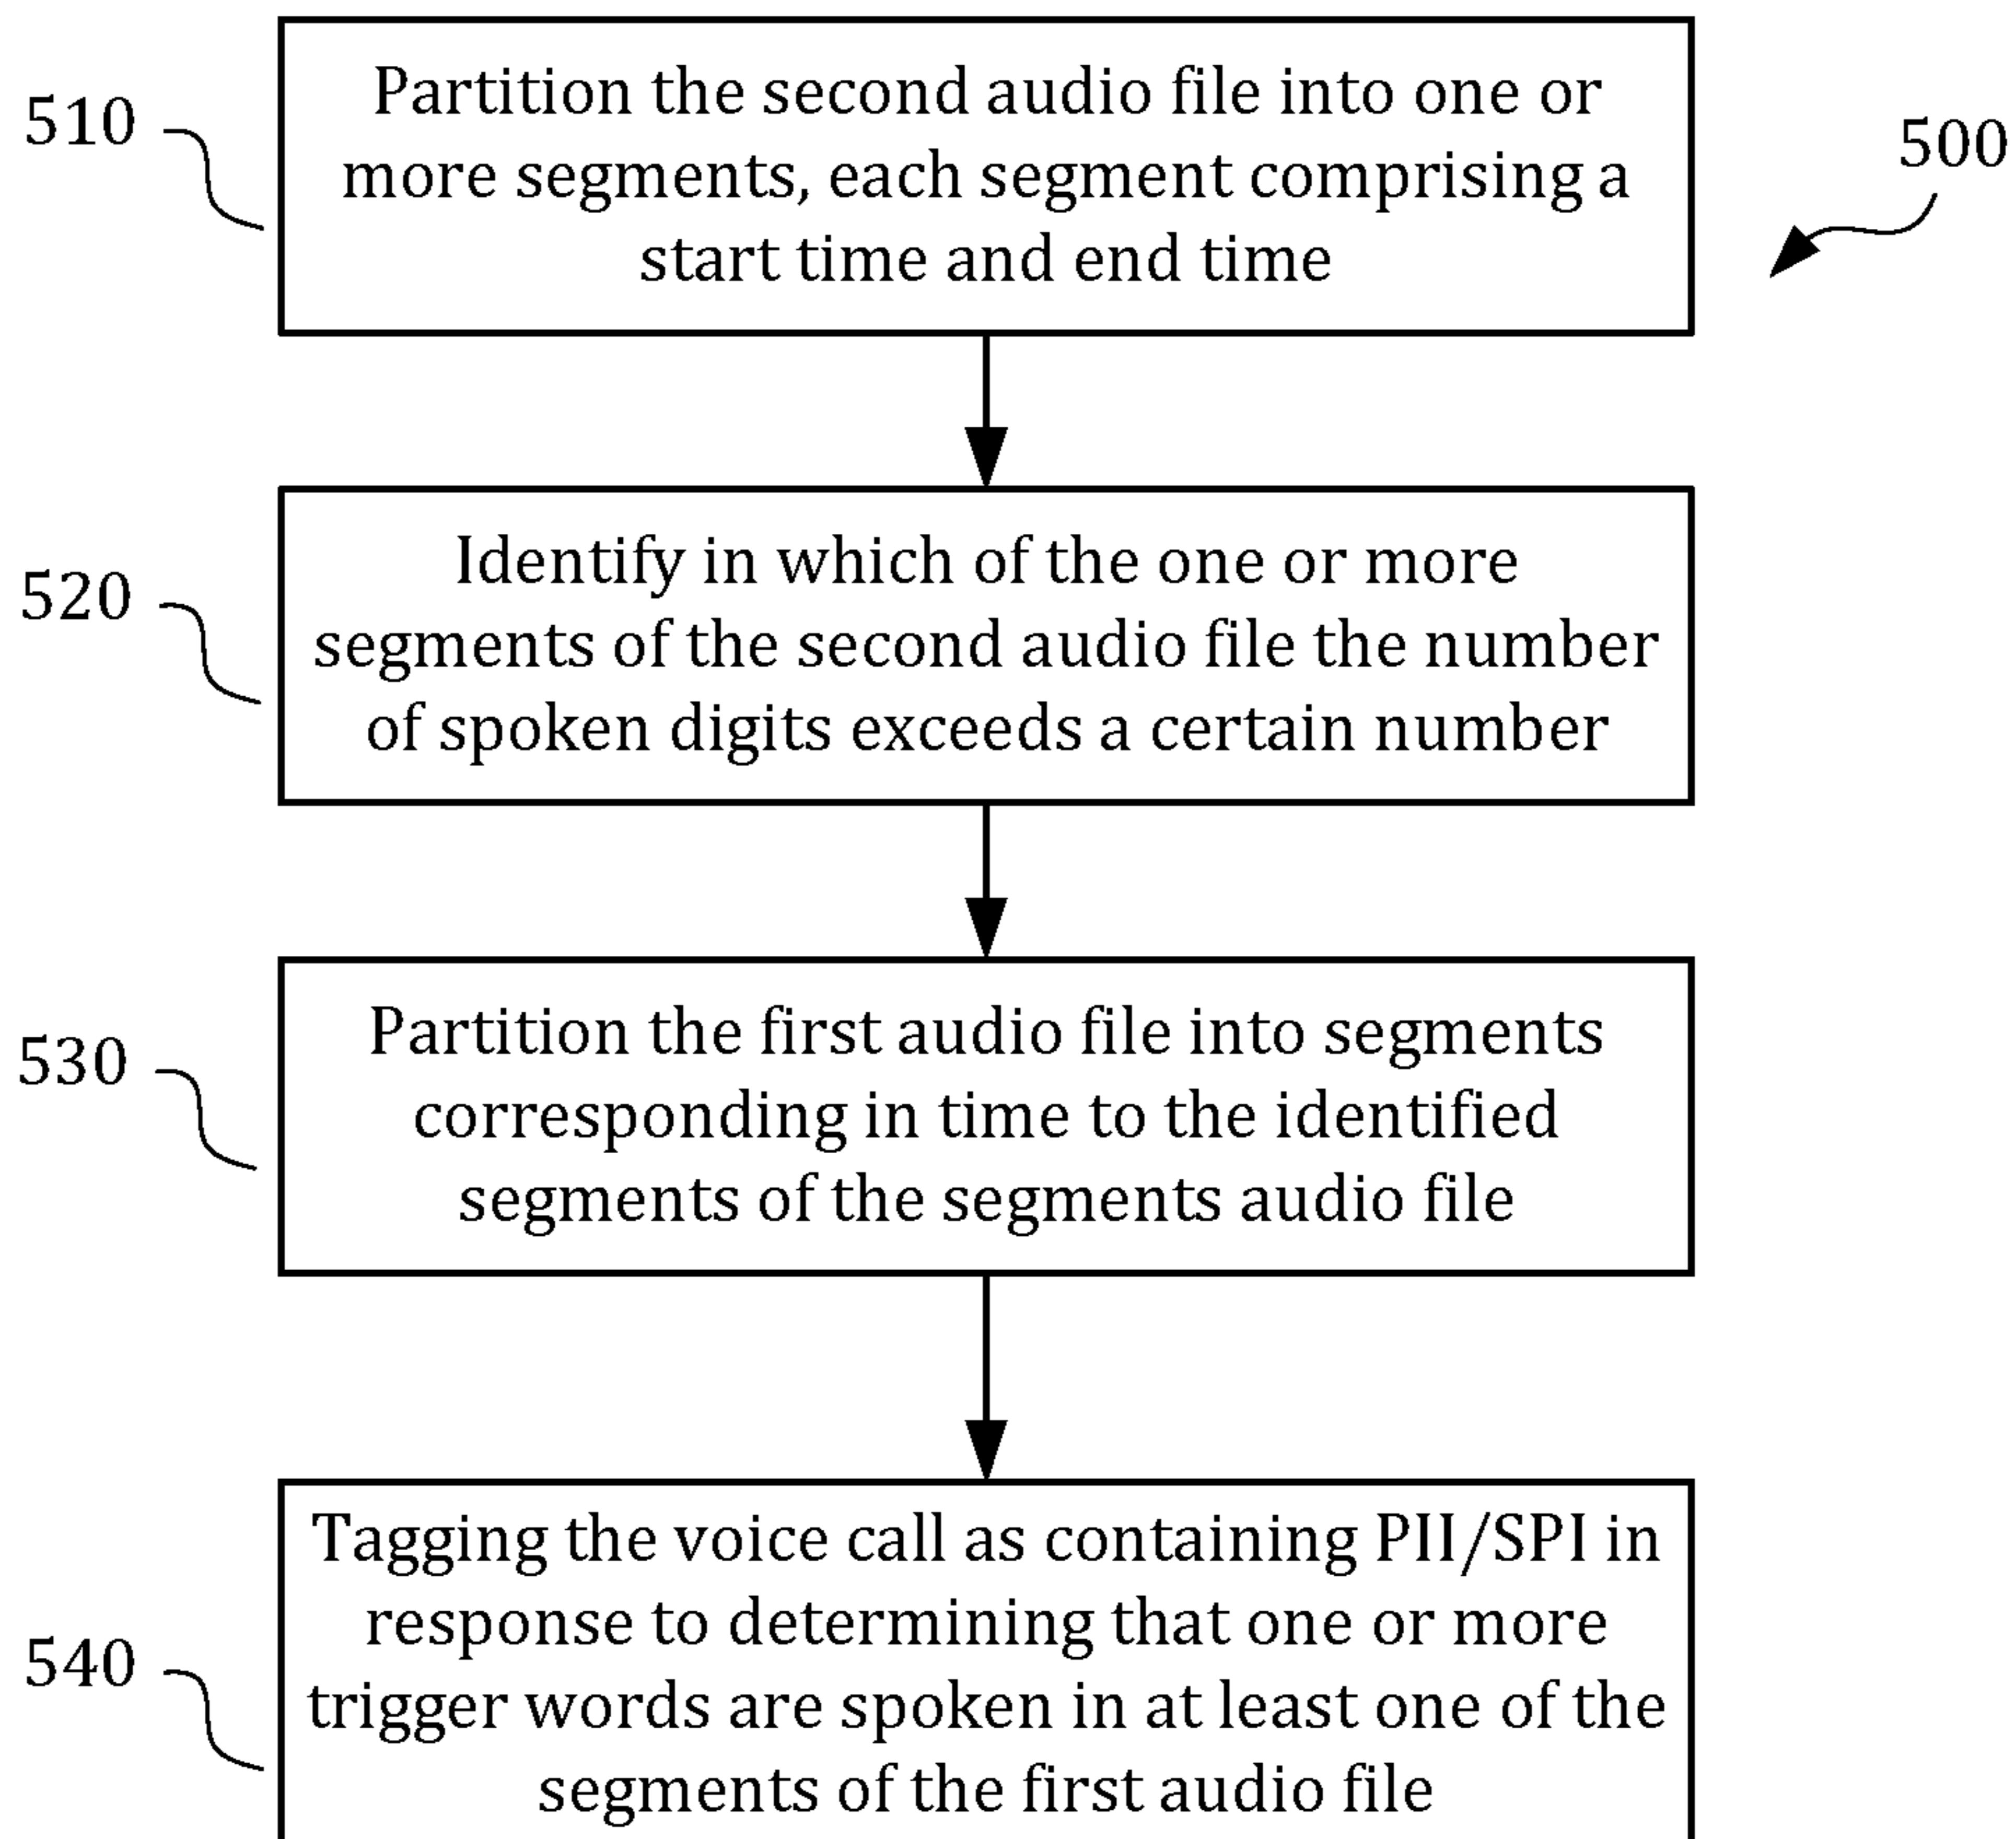 510
Partition the second audio file into one or
more segments, each segment comprising a
start time and end time
500
520
Identify in which of the one or more
segments of the second audio file the number
of spoken digits exceeds a certain number
530
Partition the first audio file into segments
corresponding in time to the identified
segments of the segments audio file
540
Tagging the voice call as containing PII/SPI in
response to determining that one or more
trigger words are spoken in at least one of the
segments of the first audio file